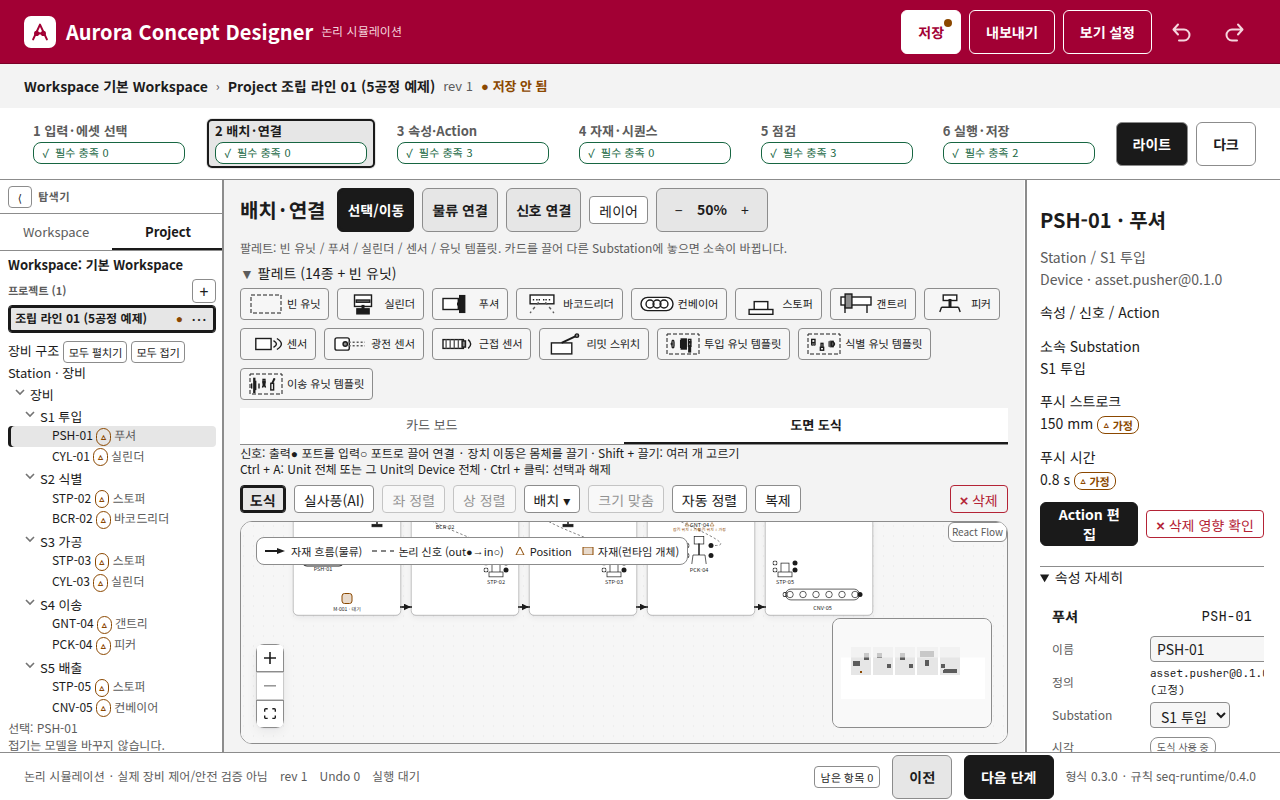 Aurora Concept Designer 논리 시뮬레이션
저장 내보내기 보기 설정
Workspace 기본 Workspace › Project 조립 라인 01 (5공정 예제) rev 1 ● 저장 안 됨
1 입력·에셋 선택
✓ 필수 충족 0
2 배치·연결
✓ 필수 충족 0
3 속성·Action
✓ 필수 충족 3
4 자재·시퀀스
✓ 필수 충족 0
5 점검
✓ 필수 충족 3
6 실행·저장
✓ 필수 충족 2
라이트 다크
⟨ 탐색기
Workspace Project
Workspace: 기본 Workspace
프로젝트 (1) +
조립 라인 01 (5공정 예제) ● ⋯
장비 구조 모두 펼치기 모두 접기
Station · 장비
장비
S1 투입
PSH-01 푸셔
CYL-01 실린더
S2 식별
STP-02 스토퍼
BCR-02 바코드리더
S3 가공
STP-03 스토퍼
CYL-03 실린더
S4 이송
GNT-04 갠트리
PCK-04 피커
S5 배출
STP-05 스토퍼
CNV-05 컨베이어
선택: PSH-01
접기는 모델을 바꾸지 않습니다.
배치·연결 선택/이동 물류 연결 신호 연결 레이어 − 50% +
팔레트: 빈 유닛 / 푸셔 / 실린더 / 센서 / 유닛 템플릿. 카드를 끌어 다른 Substation에 놓으면 소속이 바뀝니다.
▼ 팔레트 (14종 + 빈 유닛)
빈 유닛 실린더 푸셔 바코드리더 컨베이어 스토퍼 갠트리 피커
센서 광전 센서 근접 센서 리밋 스위치 투입 유닛 템플릿 식별 유닛 템플릿
이송 유닛 템플릿
카드 보드 도면 도식
신호: 출력● 포트를 입력○ 포트로 끌어 연결 · 장치 이동은 몸체를 끌기 · Shift + 끌기: 여러 개 고르기
Ctrl + A: Unit 전체 또는 그 Unit의 Device 전체 · Ctrl + 클릭: 선택과 해제
도식 실사풍(AI) 좌 정렬 상 정렬 배치 ▾ 크기 맞춤 자동 정렬 복제 × 삭제
BCR-02 GNT-04 React Flow
자재 흐름(물류) 논리 신호 (out●→in○) Position 자재(런타임 개체)
PSH-01 STP-02 STP-03 PCK-04 STP-05
M-001 · 대기 CNV-05
PSH-01 · 푸셔
Station / S1 투입
Device · asset.pusher@0.1.0
속성 / 신호 / Action
소속 Substation
S1 투입
푸시 스트로크
150 mm 가정
푸시 시간
0.8 s 가정
Action 편
집
× 삭제 영향 확인
▼ 속성 자세히
푸셔 PSH-01
이름 PSH-01
정의 asset.pusher@0.1.
(고정)
Substation S1 투입
시각 도식 사용 중
논리 시뮬레이션 · 실제 장비 제어/안전 검증 아님 rev 1 Undo 0 실행 대기
남은 항목 0 이전 다음 단계 형식 0.3.0 · 규칙 seq-runtime/0.4.0